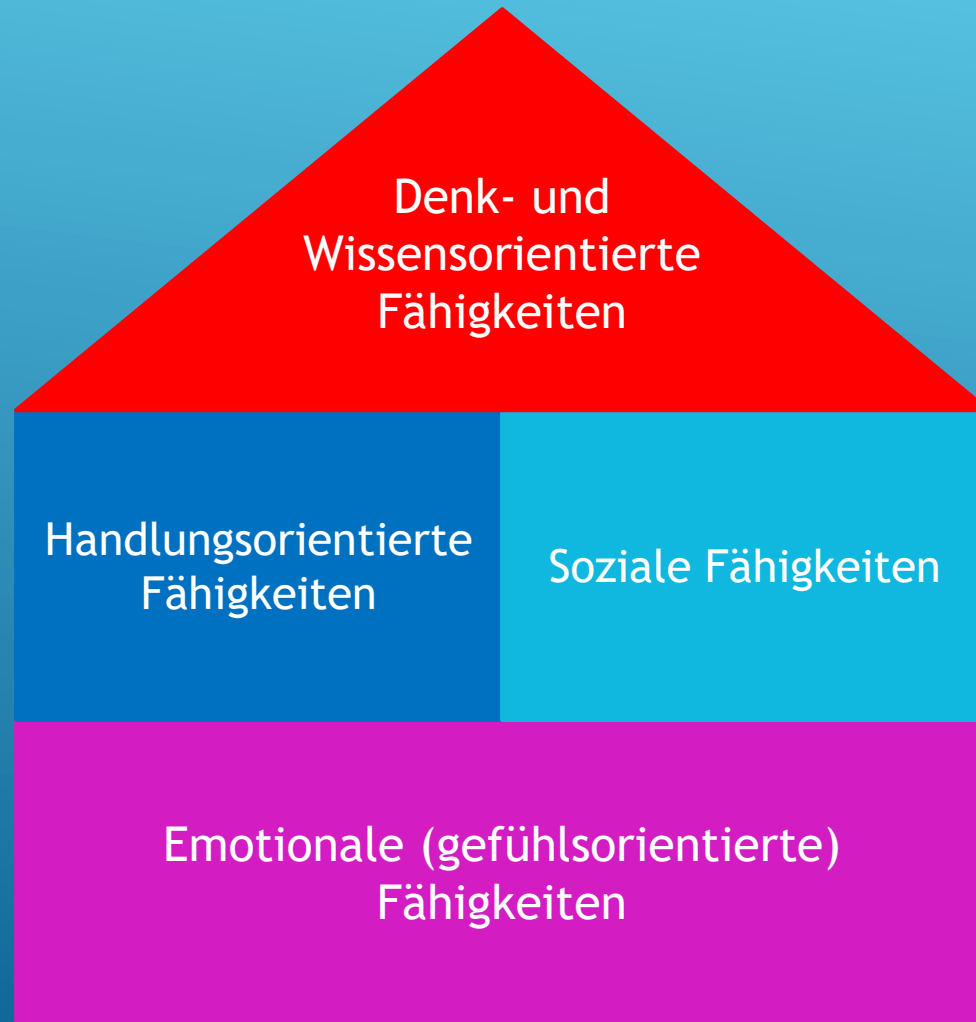 Denk- und
Wissensorientierte
Fähigkeiten
Handlungsorientierte
Fähigkeiten
Soziale Fähigkeiten
Emotionale (gefühlsorientierte)
Fähigkeiten